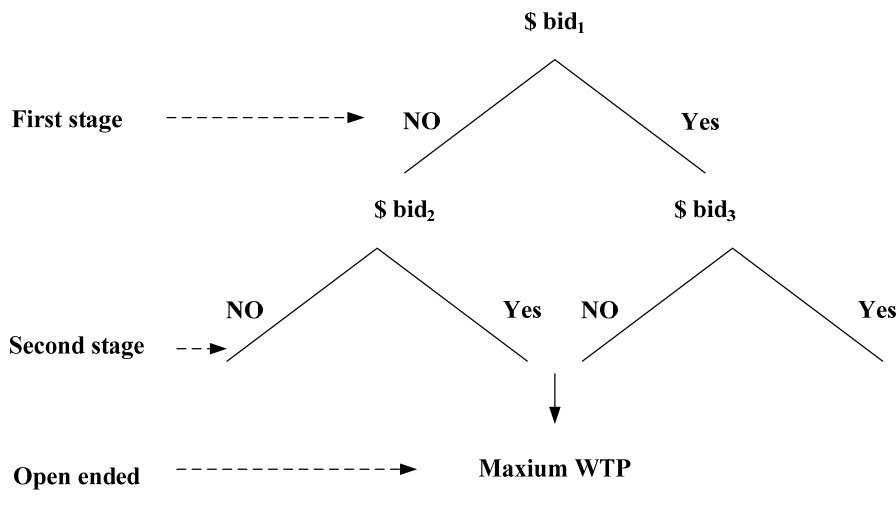 $ bid₁
First stage
NO
Yes
$ bid₂
$ bid₃
NO
Yes
NO
Yes
Second stage
Open ended
Maxium WTP